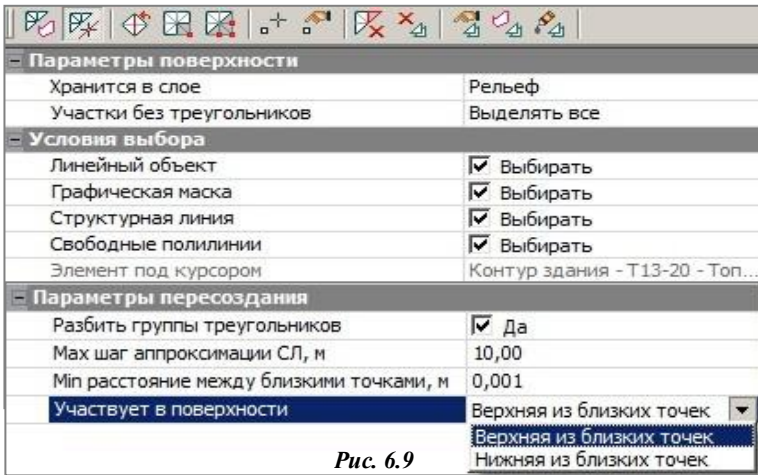 Параметры поверхности
Хранится в слое Рельеф
Участки без треугольников Выделять все
Условия выбора
Линейный объект Выбирать
Графическая маска Выбирать
Структурная линия Выбирать
Свободные полилинии Выбирать
Элемент под курсором Контур здания - Т13-20 - Топ...
Параметры пересоздания
Разбить группы треугольников Да
Max шаг аппроксимации СЛ, м 10,00
Min расстояние между близкими точками, м 0,001
Участвует в поверхности Верхняя из близких точек
Верхняя из близких точек
Нижняя из близких точек
Рис. 6.9